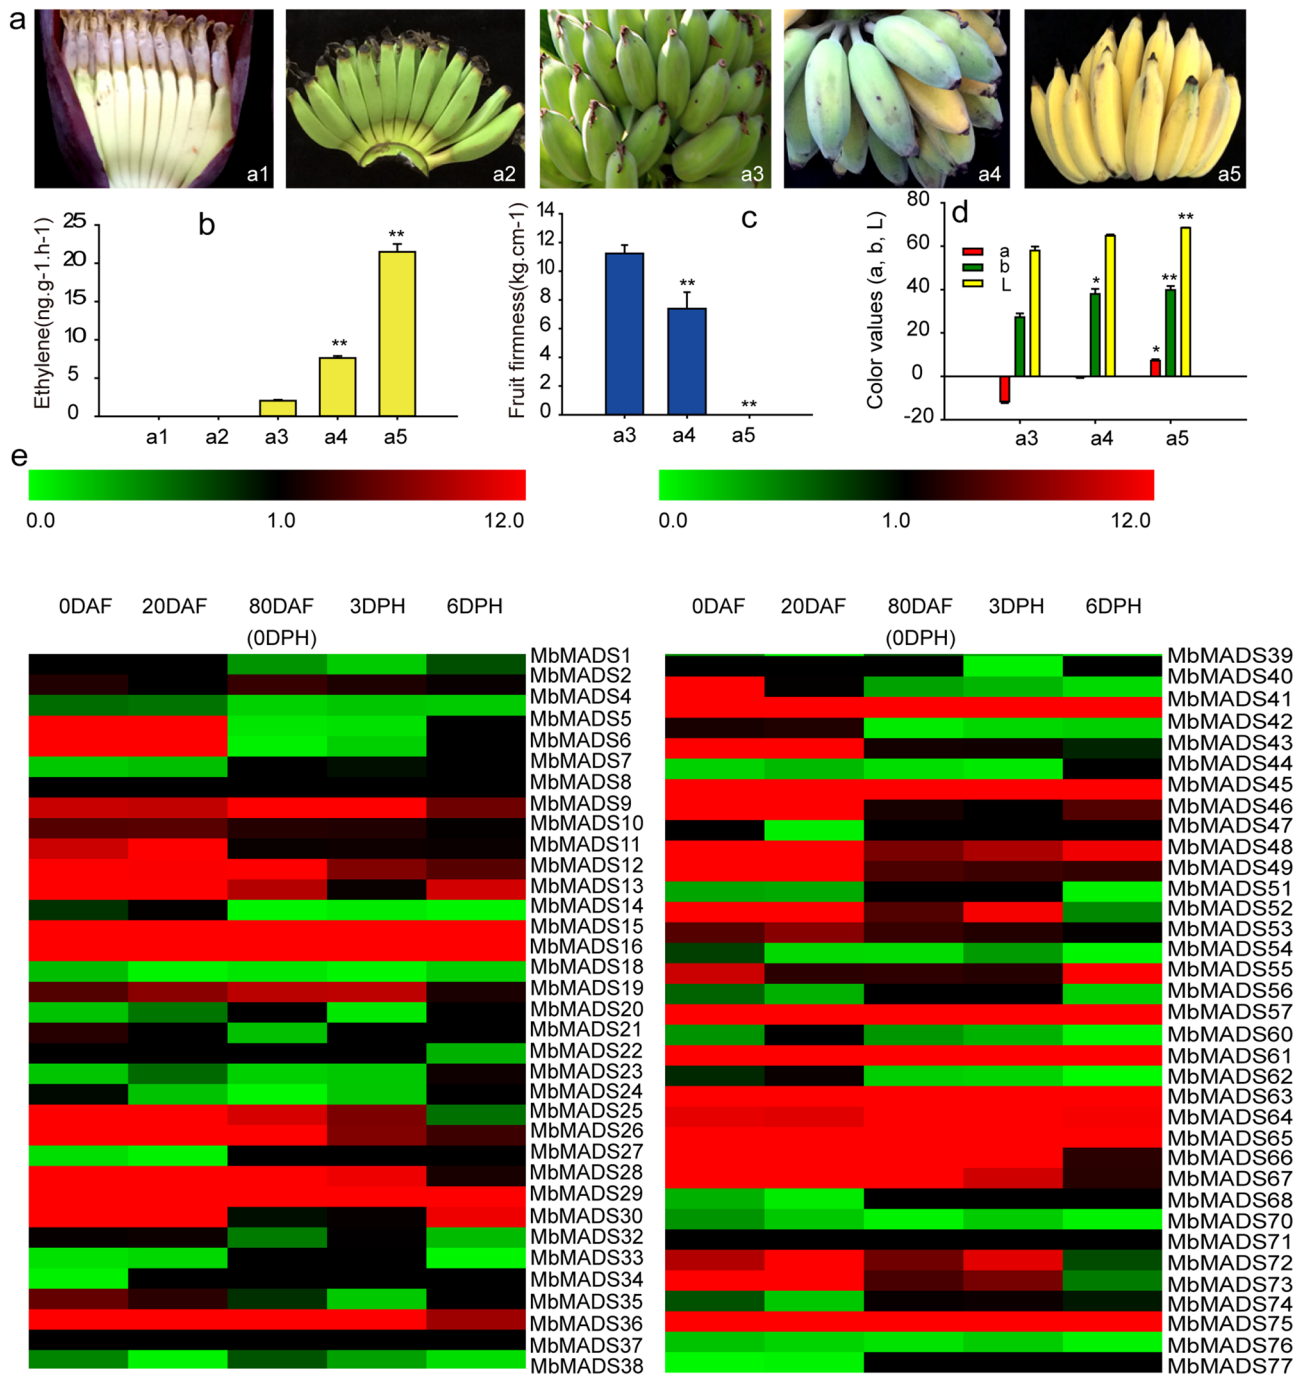 a
a1
a2
a3
a4
a5
b
Ethylene(ng.g-1.h-1)
25
20
15
10
5
0
a1 a2 a3 a4 a5
** **
c
Fruit firmness(kg.cm-1)
14
12
10
8
6
4
2
0
a3 a4 a5
** **
d
Color values (a, b, L)
80
60
40
20
0
-20
a
b
L
* * ** **
a3 a4 a5
e
0.0 1.0 12.0
0.0 1.0 12.0
0DAF 20DAF 80DAF 3DPH 6DPH
(0DPH)
MbMADS1
MbMADS2
MbMADS4
MbMADS5
MbMADS6
MbMADS7
MbMADS8
MbMADS9
MbMADS10
MbMADS11
MbMADS12
MbMADS13
MbMADS14
MbMADS15
MbMADS16
MbMADS18
MbMADS19
MbMADS20
MbMADS21
MbMADS22
MbMADS23
MbMADS24
MbMADS25
MbMADS26
MbMADS27
MbMADS28
MbMADS29
MbMADS30
MbMADS32
MbMADS33
MbMADS34
MbMADS35
MbMADS36
MbMADS37
MbMADS38
0DAF 20DAF 80DAF 3DPH 6DPH
(0DPH)
MbMADS39
MbMADS40
MbMADS41
MbMADS42
MbMADS43
MbMADS44
MbMADS45
MbMADS46
MbMADS47
MbMADS48
MbMADS49
MbMADS51
MbMADS52
MbMADS53
MbMADS54
MbMADS55
MbMADS56
MbMADS57
MbMADS60
MbMADS61
MbMADS62
MbMADS63
MbMADS64
MbMADS65
MbMADS66
MbMADS67
MbMADS68
MbMADS70
MbMADS71
MbMADS72
MbMADS73
MbMADS74
MbMADS75
MbMADS76
MbMADS77